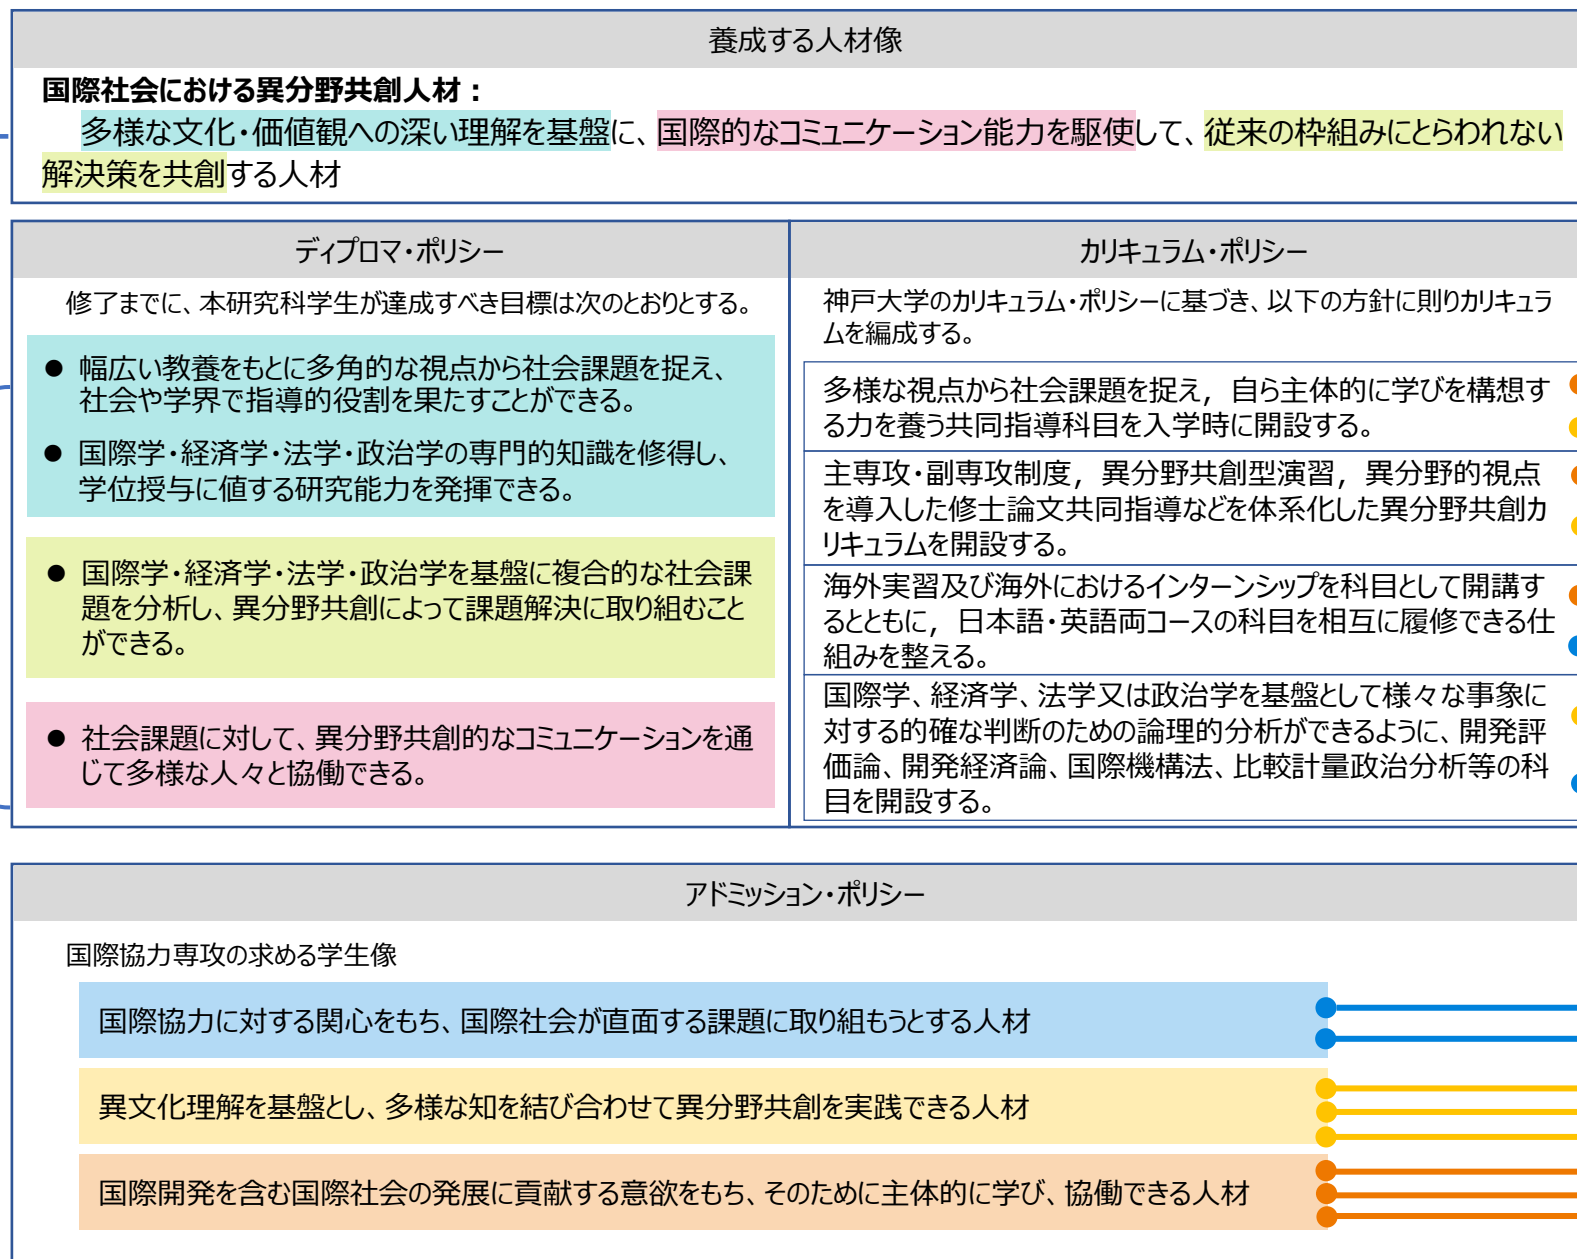 養成する人材像
国際社会における異分野共創人材：
多様な文化・価値観への深い理解を基盤に、国際的なコミュニケーション能力を駆使して、従来の枠組みにとらわれない
解決策を共創する人材
ディプロマ・ポリシー
修了までに、本研究科学生が達成すべき目標は次のとおりとする。
● 幅広い教養をもとに多角的な視点から社会課題を捉え、
社会や学界で指導的役割を果たすことができる。
● 国際学・経済学・法学・政治学の専門的知識を修得し、
学位授与に値する研究能力を発揮できる。
● 国際学・経済学・法学・政治学を基盤に複合的な社会課
題を分析し、異分野共創によって課題解決に取り組むこと
ができる。
● 社会課題に対して、異分野共創的なコミュニケーションを通
じて多様な人々と協働できる。
カリキュラム・ポリシー
神戸大学のカリキュラム・ポリシーに基づき、以下の方針に則りカリキュラ
ムを編成する。
多様な視点から社会課題を捉え，自ら主体的に学びを構想す
る力を養う共同指導科目を入学時に開設する。
主専攻・副専攻制度，異分野共創型演習，異分野的視点
を導入した修士論文共同指導などを体系化した異分野共創カ
リキュラムを開設する。
海外実習及び海外におけるインターンシップを科目として開講す
るとともに，日本語・英語両コースの科目を相互に履修できる仕
組みを整える。
国際学、経済学、法学又は政治学を基盤として様々な事象に
対する的確な判断のための論理的分析ができるように、開発評
価論、開発経済論、国際機構法、比較計量政治分析等の科
目を開設する。
アドミッション・ポリシー
国際協力専攻の求める学生像
国際協力に対する関心をもち、国際社会が直面する課題に取り組もうとする人材
異文化理解を基盤とし、多様な知を結び合わせて異分野共創を実践できる人材
国際開発を含む国際社会の発展に貢献する意欲をもち、そのために主体的に学び、協働できる人材